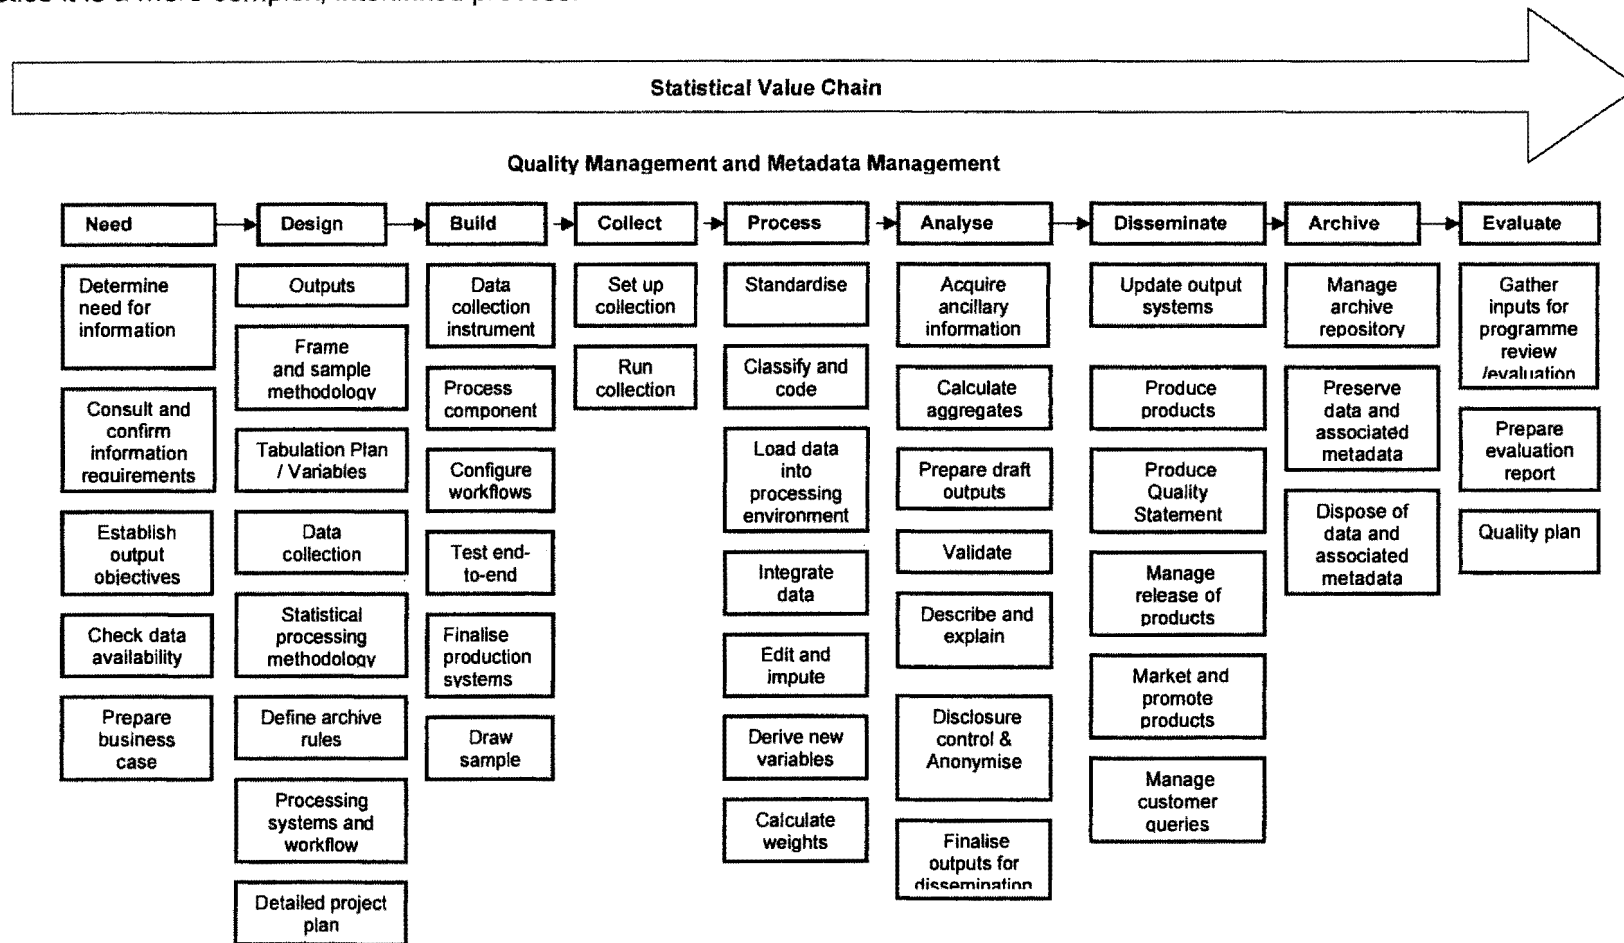 Statistical Value Chain
Quality Management and Metadata Management
Need
Design
Build
Collect
Process
Analyse
Disseminate
Archive
Evaluate
Determine
need for
information
Consult and
confirm
information
requirements
Establish
output
objectives
Check data
availability
Prepare
business
case
Outputs
Frame
and sample
methodology
Tabulation Plan
/ Variables
Data
collection
Statistical
processing
methodology
Define archive
rules
Processing
systems and
workflow
Detailed project
plan
Data
collection
instrument
Process
component
Configure
workflows
Test end-
to-end
Finalise
production
systems
Draw
sample
Set up
collection
Run
collection
Standardise
Classify and
code
Load data
into
processing
environment
Integrate
data
Edit and
impute
Derive new
variables
Calculate
weights
Acquire
ancillary
information
Calculate
aggregates
Prepare draft
outputs
Validate
Describe and
explain
Disclosure
control &
Anonymise
Finalise
outputs for
dissemination
Update output
systems
Produce
products
Produce
Quality
Statement
Manage
release of
products
Market and
promote
products
Manage
customer
queries
Manage
archive
repository
Preserve
data and
associated
metadata
Dispose of
data and
associated
metadata
Gather
inputs for
programme
review
/evaluation
Prepare
evaluation
report
Quality plan